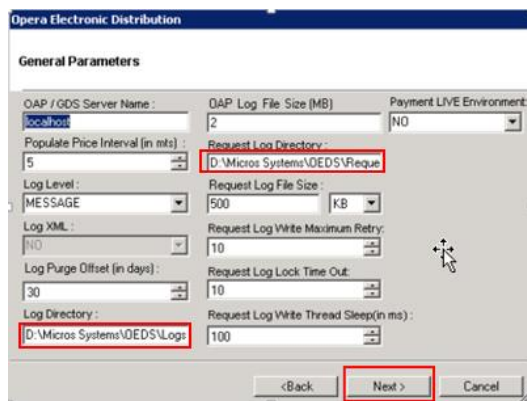 Opera Electronic Distribution
General Parameters
OAP / GDS Server Name :
localhost
Populate Price Interval (in mts) :
5
Log Level :
MESSAGE
Log XML :
NO
Log Purge Offset (in days) :
30
Log Directory :
D:\Micros Systems\OEDS\Logs
OAP Log File Size (MB)
2
Request Log Directory :
D:\Micros Systems\OEDS\Reque
Request Log File Size :
500 KB
Request Log Write Maximum Retry:
10
Request Log Lock Time Out:
10
Request Log Write Thread Sleep(in ms) :
100
Payment LIVE Environment:
NO
<Back Next > Cancel